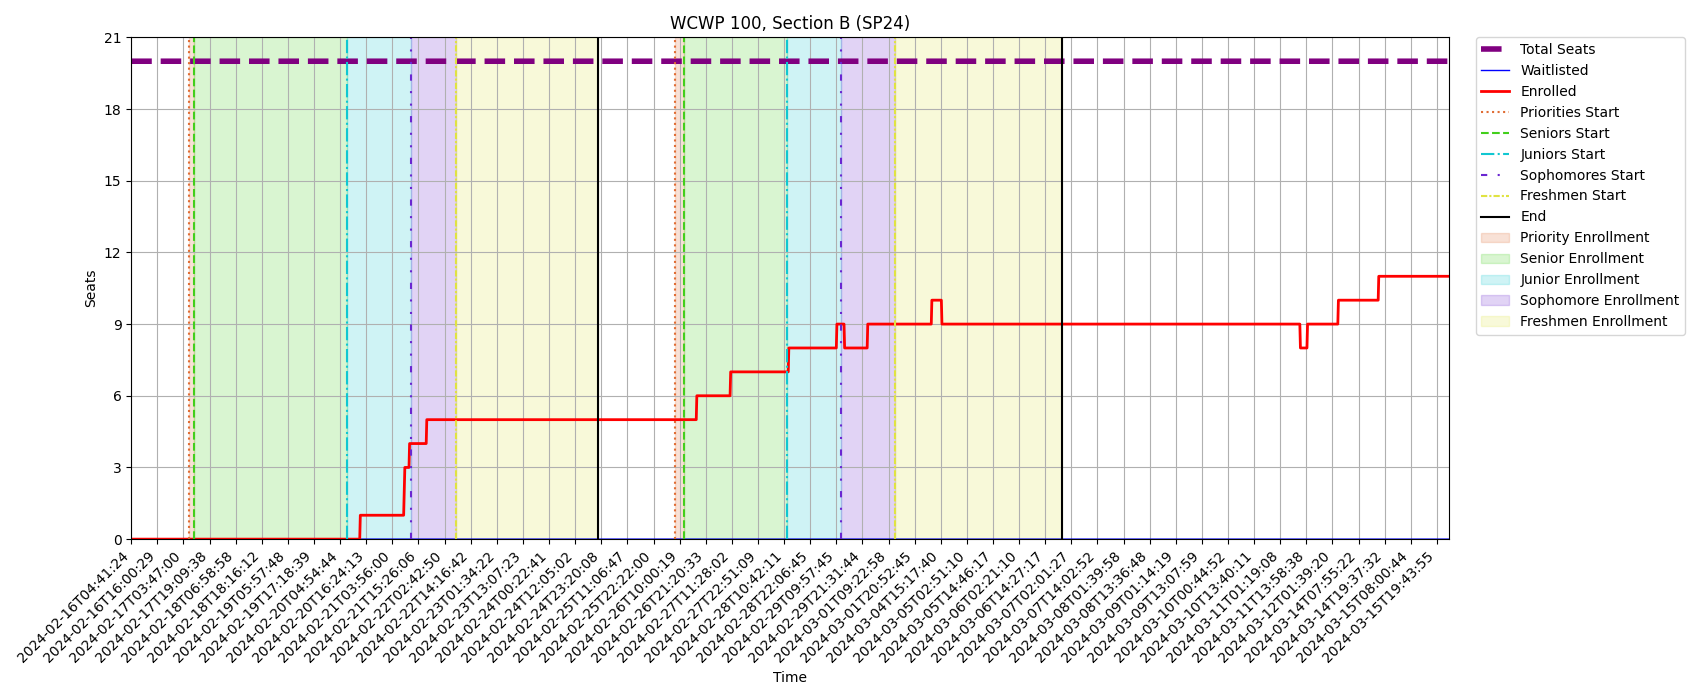 WCWP 100, Section B (SP24)
21
18
15
12
9
6
3
0
Seats
2024-02-16T04:41:24
2024-02-16T16:00:29
2024-02-17T03:47:00
2024-02-17T19:09:38
2024-02-18T06:58:58
2024-02-18T18:16:12
2024-02-19T05:57:48
2024-02-19T17:18:39
2024-02-20T04:54:44
2024-02-20T16:24:13
2024-02-21T03:56:00
2024-02-21T15:26:06
2024-02-22T02:42:50
2024-02-22T14:16:42
2024-02-23T01:34:22
2024-02-23T13:07:23
2024-02-24T00:22:41
2024-02-24T12:05:02
2024-02-24T23:20:08
2024-02-25T11:06:47
2024-02-25T22:22:00
2024-02-26T10:00:19
2024-02-26T21:20:33
2024-02-27T11:28:02
2024-02-27T22:51:09
2024-02-28T10:42:11
2024-02-28T22:06:45
2024-02-29T09:57:45
2024-02-29T21:31:44
2024-03-01T09:22:58
2024-03-01T20:52:45
2024-03-04T15:17:40
2024-03-05T02:51:10
2024-03-05T14:46:17
2024-03-06T02:21:10
2024-03-06T14:27:17
2024-03-07T02:01:27
2024-03-07T14:02:52
2024-03-08T01:39:58
2024-03-08T13:36:48
2024-03-09T01:14:19
2024-03-09T13:07:59
2024-03-10T00:44:52
2024-03-10T13:40:11
2024-03-11T01:19:08
2024-03-11T13:58:38
2024-03-12T01:39:20
2024-03-14T07:55:22
2024-03-14T19:37:32
2024-03-15T08:00:44
2024-03-15T19:43:55
Time
Total Seats
Waitlisted
Enrolled
Priorities Start
Seniors Start
Juniors Start
Sophomores Start
Freshmen Start
End
Priority Enrollment
Senior Enrollment
Junior Enrollment
Sophomore Enrollment
Freshmen Enrollment